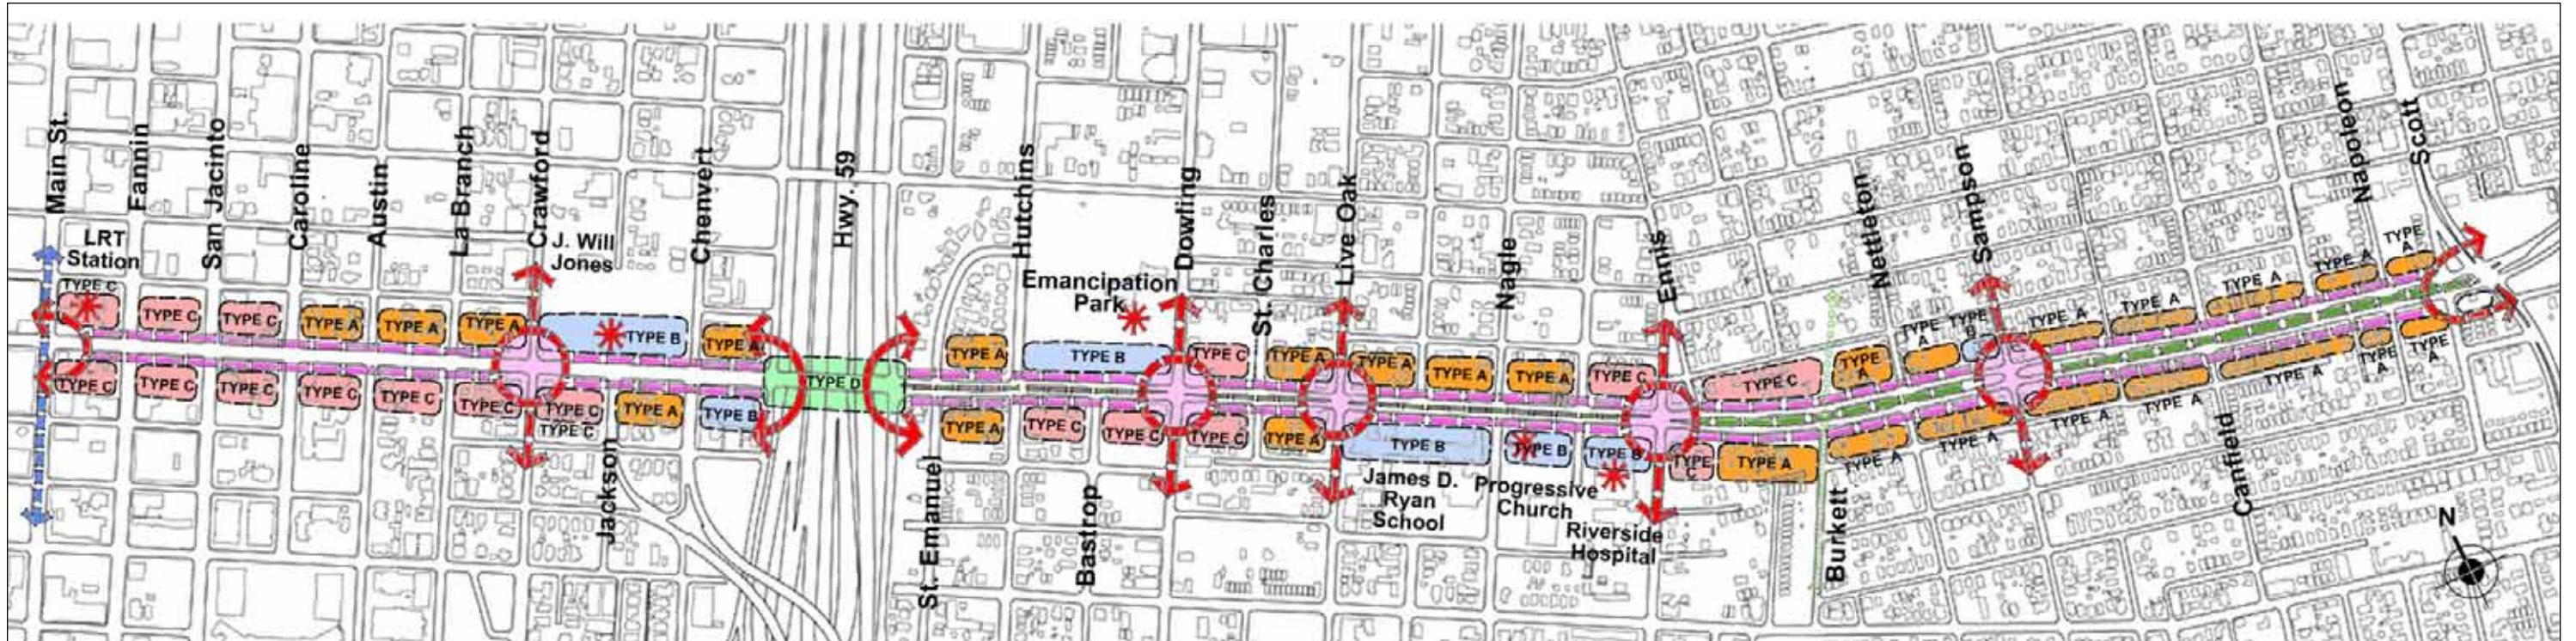 Main St.
Fannin
San Jacinto
Caroline
Austin
La Branch
Crawford
Chenvert
Hwy. 59
Hutchins
Dowling
St. Charles
Live Oak
Nagle
Ennis
Nettleton
Sampson
Napoleon
Scott
LRT
Station
J. Will
Jones
Emancipation
Park
TYPE C
TYPE C
TYPE C
TYPE A
TYPE A
TYPE A
TYPE B
TYPE A
TYPE D
TYPE A
TYPE B
TYPE C
TYPE A
TYPE A
TYPE A
TYPE A
TYPE C
TYPE C
TYPE
A
TYPE
A
TYPE
B
TYPE A
TYPE A
TYPE A
TYPE A
TYPE
A
TYPE C
TYPE C
TYPE C
TYPE C
TYPE C
TYPE C
TYPE C
TYPE C
TYPE A
TYPE B
TYPE A
TYPE C
TYPE C
TYPE C
TYPE A
TYPE B
TYPE B
TYPE B
TYPE
C
TYPE A
TYPE A
TYPE A
TYPE A
TYPE A
TYPE A
TYPE
A
TYPE
A
Jackson
St. Emanuel
Bastrop
James D.
Ryan
School
Progressive
Church
Riverside
Hospital
Burkett
Canfield
N